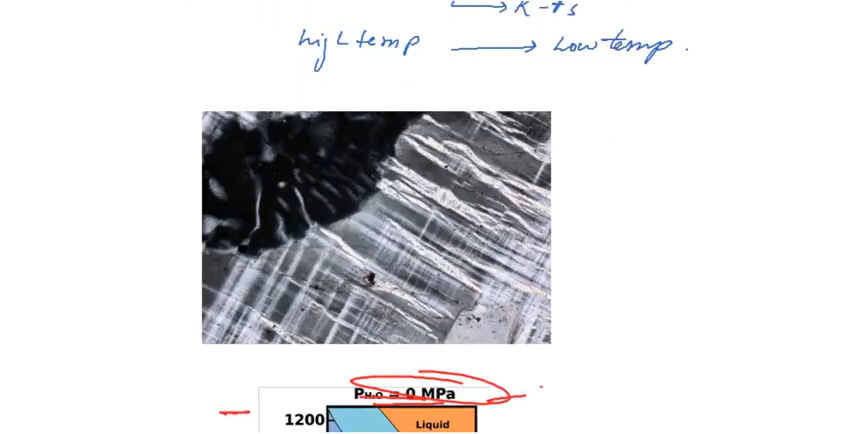 K-fs
high temp → Low temp.
PH₂O = 0 MPa
1200
Liquid